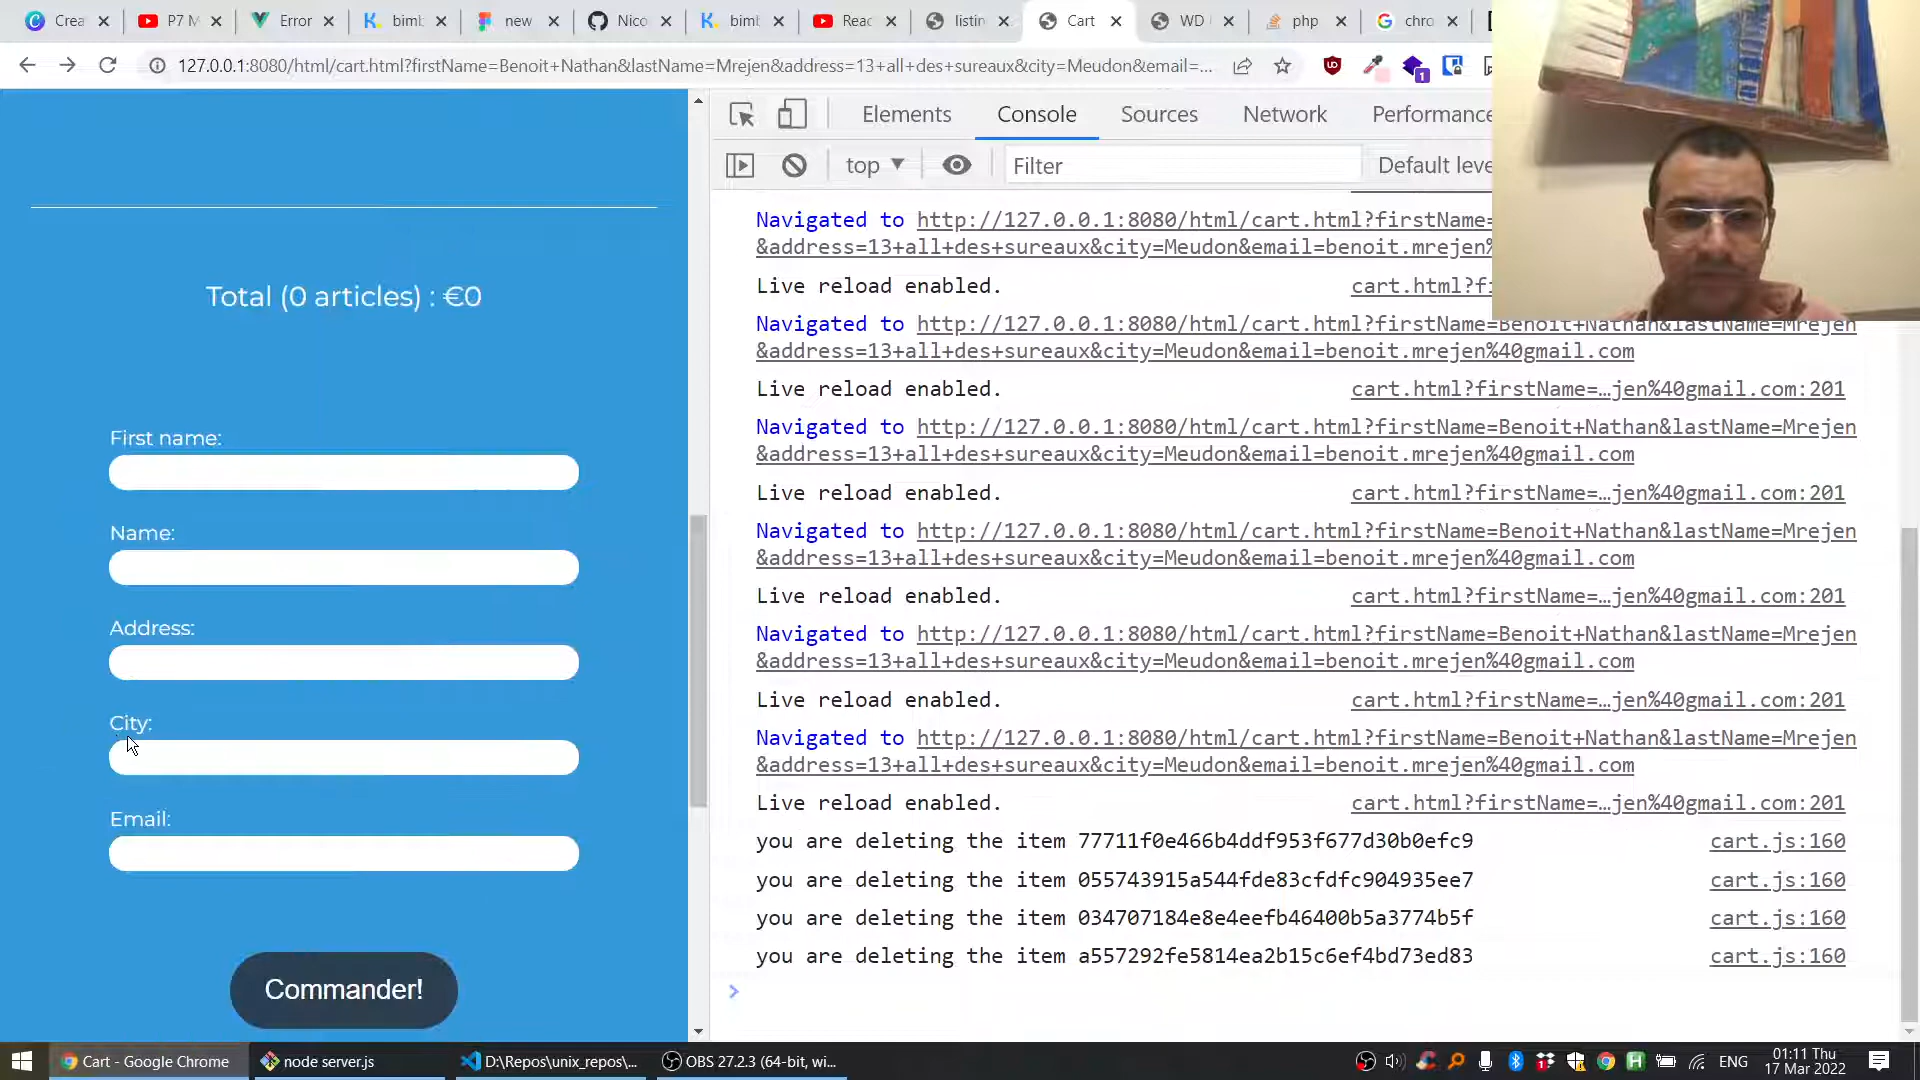 Crea
P7 M
Error
bimb
new
Nico
bimb
Reac
listin
Cart
WD
php
chro
127.0.0.1:8080/html/cart.html?firstName=Benoit+Nathan&lastName=Mrejen&address=13+all+des+sureaux&city=Meudon&email=...
1
Elements
Console
Sources
Network
Performance
top
Filter
Default leve
Total (0 articles) : €0
First name:
Name:
Address:
City:
Email:
Commander!
Navigated to http://127.0.0.1:8080/html/cart.html?firstName=
&address=13+all+des+sureaux&city=Meudon&email=benoit.mrejen%
Live reload enabled. cart.html?f
Navigated to http://127.0.0.1:8080/html/cart.html?firstName=Benoit+Nathan&lastName=Mrejen
&address=13+all+des+sureaux&city=Meudon&email=benoit.mrejen%40gmail.com
Live reload enabled. cart.html?firstName=…jen%40gmail.com:201
Navigated to http://127.0.0.1:8080/html/cart.html?firstName=Benoit+Nathan&lastName=Mrejen
&address=13+all+des+sureaux&city=Meudon&email=benoit.mrejen%40gmail.com
Live reload enabled. cart.html?firstName=…jen%40gmail.com:201
Navigated to http://127.0.0.1:8080/html/cart.html?firstName=Benoit+Nathan&lastName=Mrejen
&address=13+all+des+sureaux&city=Meudon&email=benoit.mrejen%40gmail.com
Live reload enabled. cart.html?firstName=…jen%40gmail.com:201
Navigated to http://127.0.0.1:8080/html/cart.html?firstName=Benoit+Nathan&lastName=Mrejen
&address=13+all+des+sureaux&city=Meudon&email=benoit.mrejen%40gmail.com
Live reload enabled. cart.html?firstName=…jen%40gmail.com:201
Navigated to http://127.0.0.1:8080/html/cart.html?firstName=Benoit+Nathan&lastName=Mrejen
&address=13+all+des+sureaux&city=Meudon&email=benoit.mrejen%40gmail.com
Live reload enabled. cart.html?firstName=…jen%40gmail.com:201
you are deleting the item 77711f0e466b4ddf953f677d30b0efc9 cart.js:160
you are deleting the item 055743915a544fde83cfdfc904935ee7 cart.js:160
you are deleting the item 034707184e8e4eefb46400b5a3774b5f cart.js:160
you are deleting the item a557292fe5814ea2b15c6ef4bd73ed83 cart.js:160
Cart - Google Chrome
node server.js
D:\Repos\unix_repos\...
OBS 27.2.3 (64-bit, wi...
ENG
01:11 Thu
17 Mar 2022